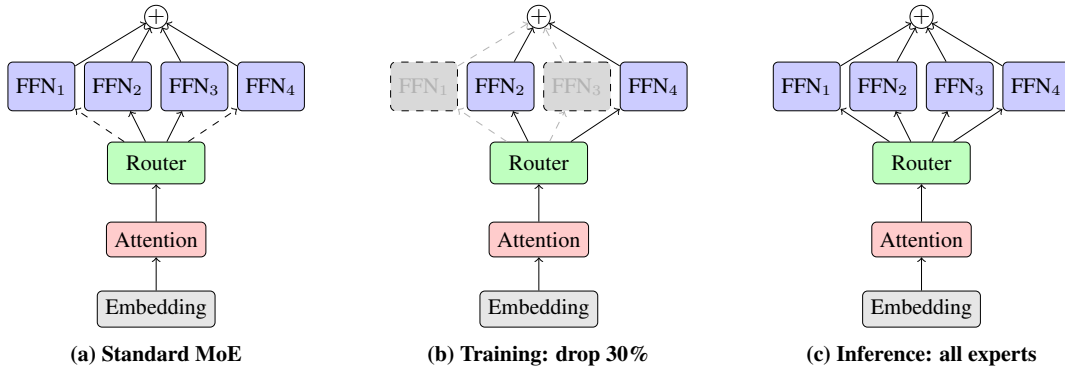 + + +
FFN1 FFN2 FFN3 FFN4 FFN1 FFN2 FFN3 FFN4 FFN1 FFN2 FFN3 FFN4
Router Router Router
Attention Attention Attention
Embedding Embedding Embedding
(a) Standard MoE (b) Training: drop 30% (c) Inference: all experts